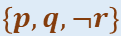 {p, q, ¬r}